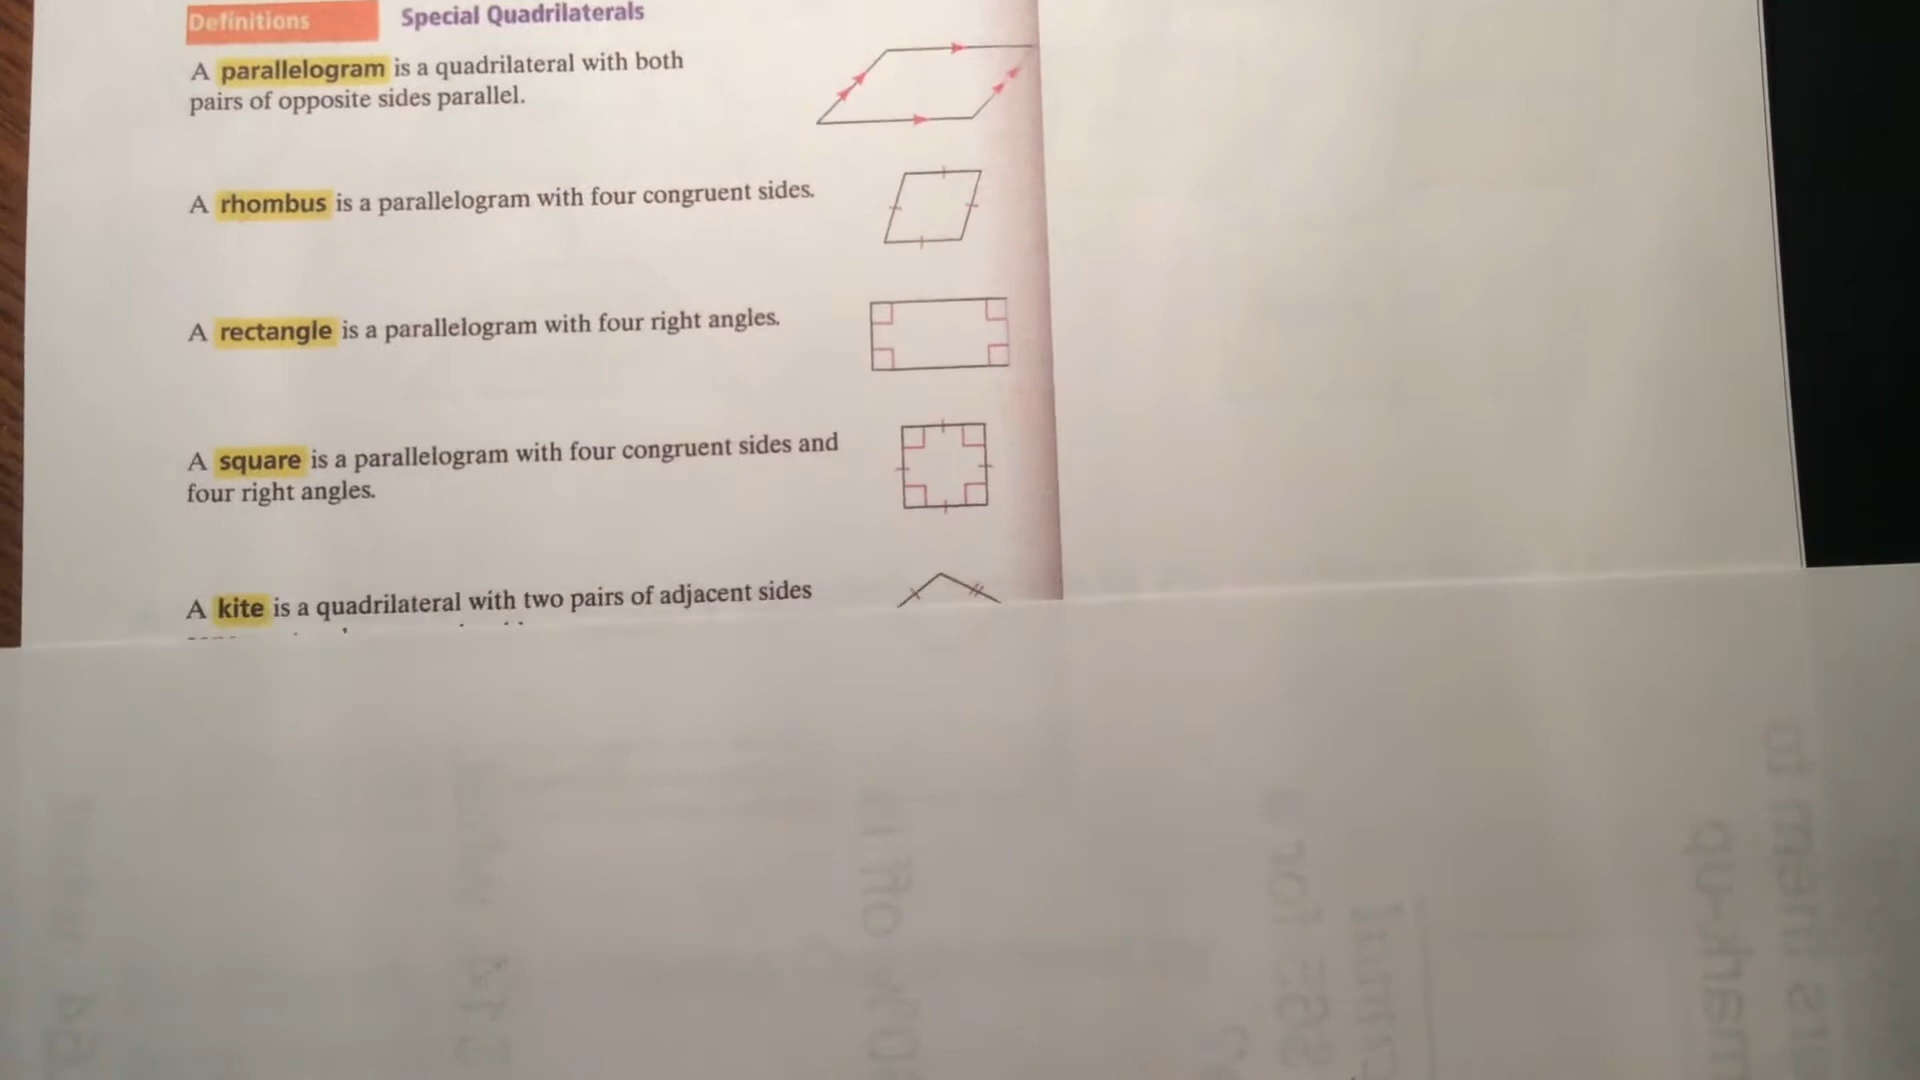 Definitions Special Quadrilaterals
A parallelogram is a quadrilateral with both
pairs of opposite sides parallel.
A rhombus is a parallelogram with four congruent sides.
A rectangle is a parallelogram with four right angles.
A square is a parallelogram with four congruent sides and
four right angles.
A kite is a quadrilateral with two pairs of adjacent sides